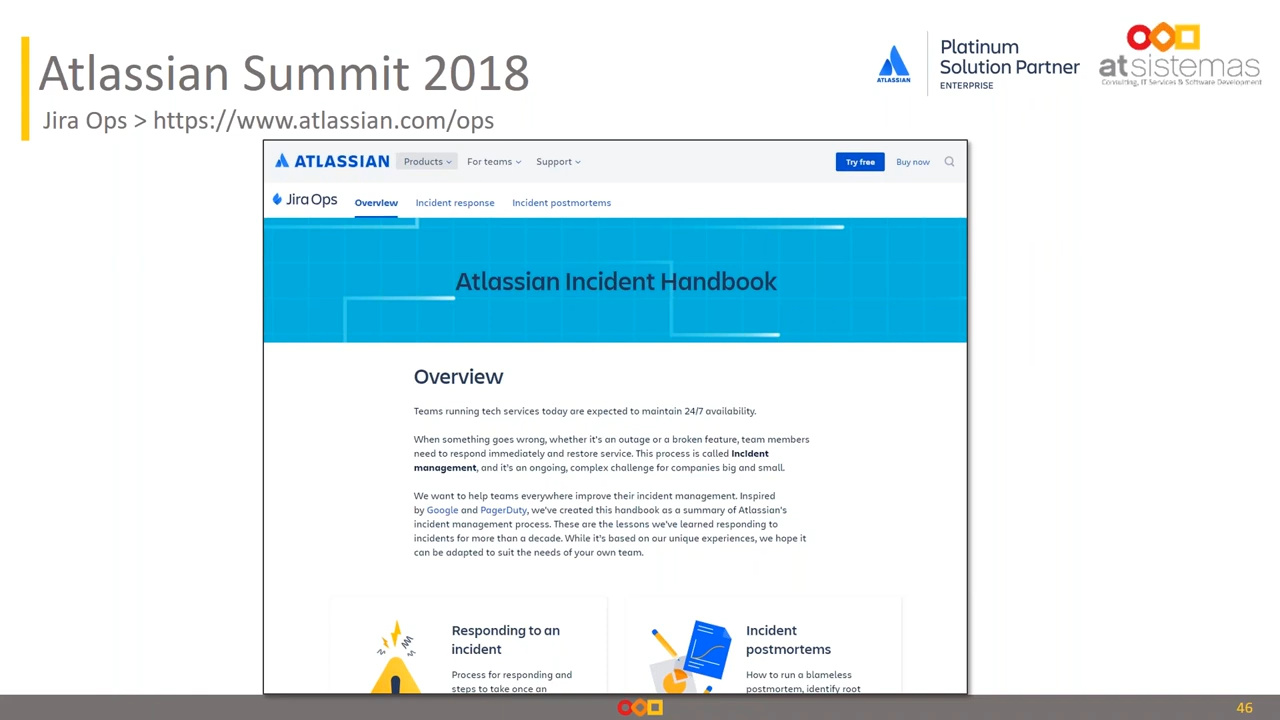 Atlassian Summit 2018
Jira Ops > https://www.atlassian.com/ops
ATLASSIAN
Platinum
Solution Partner
ENTERPRISE
atsistemas
Consulting, IT Services & Software Development
ATLASSIAN
Products
For teams
Support
Try free
Buy now
Jira Ops
Overview
Incident response
Incident postmortems
Atlassian Incident Handbook
Overview
Teams running tech services today are expected to maintain 24/7 availability.
When something goes wrong, whether it's an outage or a broken feature, team members
need to respond immediately and restore service. This process is called Incident
management, and it's an ongoing, complex challenge for companies big and small.
We want to help teams everywhere improve their incident management. Inspired
by Google and PagerDuty, we've created this handbook as a summary of Atlassian's
incident management process. These are the lessons we've learned responding to
incidents for more than a decade. While it's based on our unique experiences, we hope it
can be adapted to suit the needs of your own team.
Responding to an
incident
Process for responding and
steps to take once an
Incident
postmortems
How to run a blameless
postmortem, identify root
46